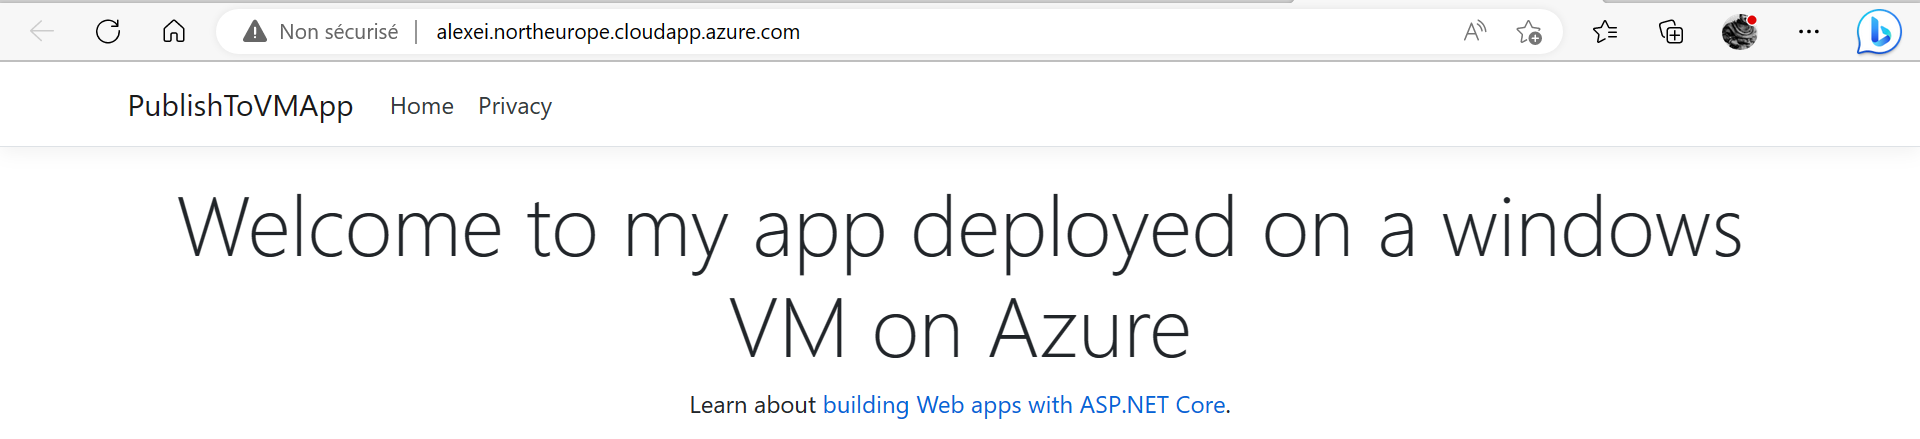 Non sécurisé | alexei.northeurope.cloudapp.azure.com
PublishToVMApp Home Privacy
Welcome to my app deployed on a windows
VM on Azure
Learn about building Web apps with ASP.NET Core.